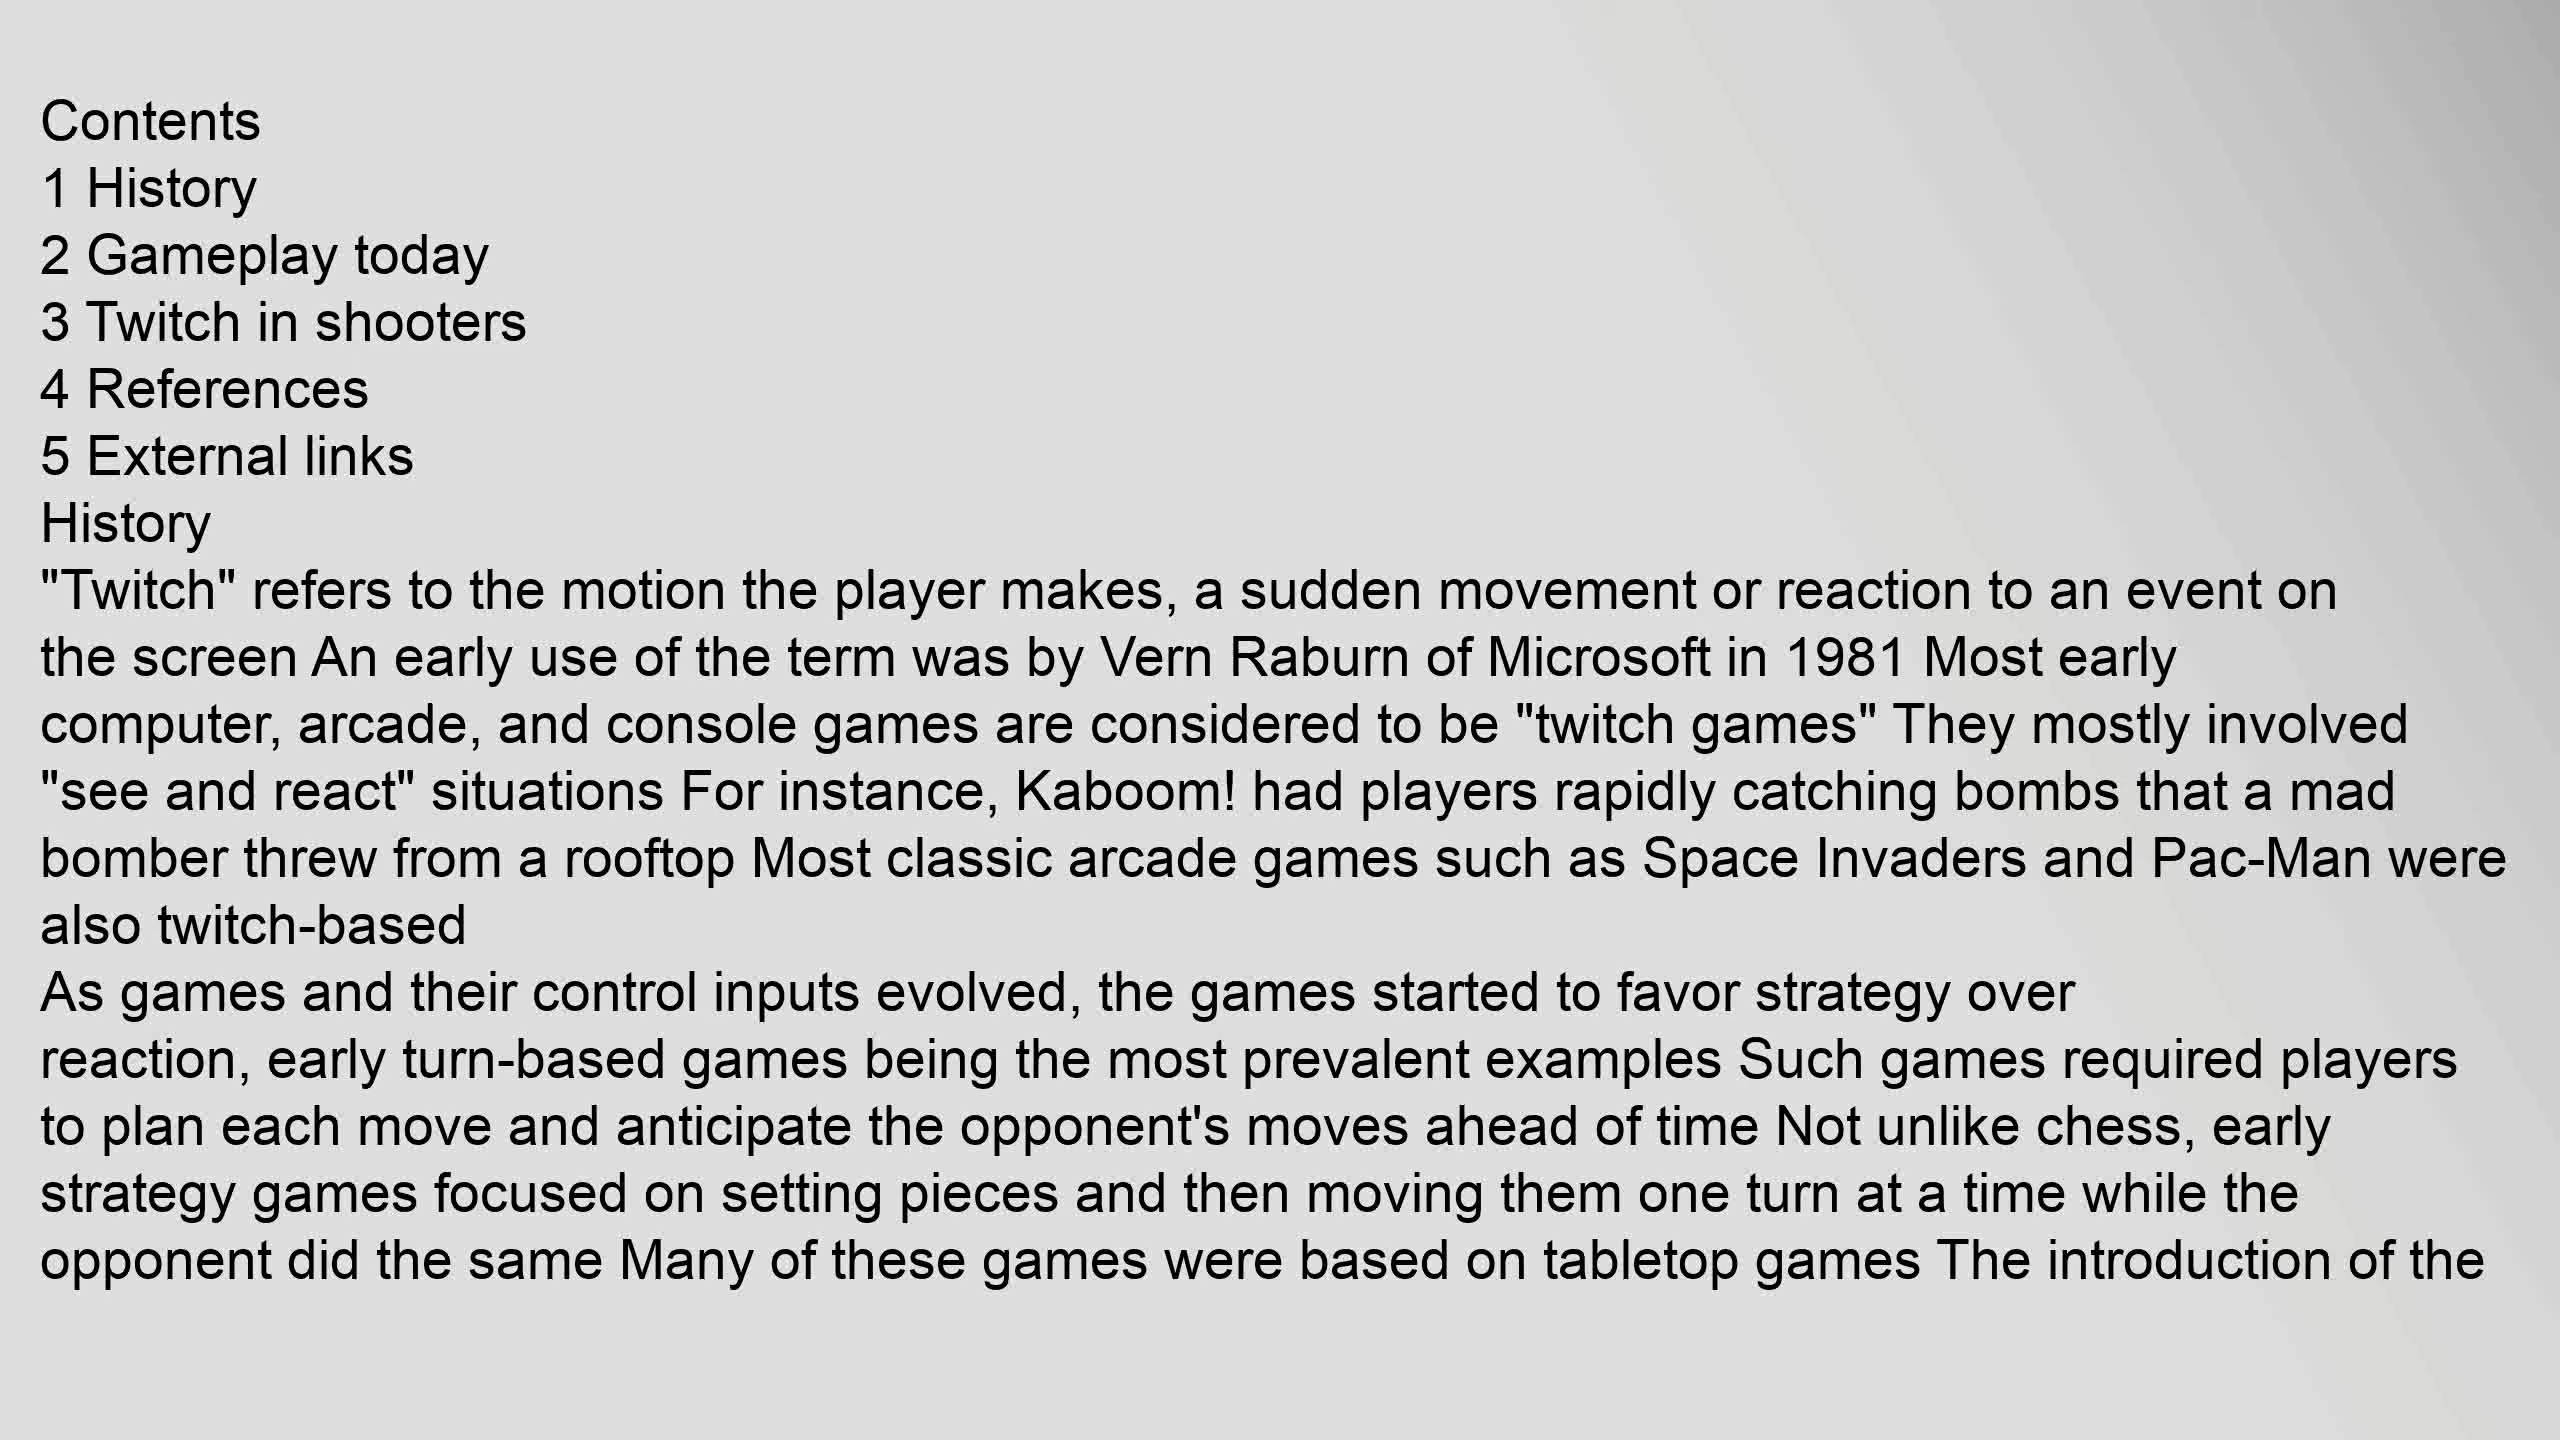 Contents
1 History
2 Gameplay today
3 Twitch in shooters
4 References
5 External links
History
"Twitch" refers to the motion the player makes, a sudden movement or reaction to an event on
the screen An early use of the term was by Vern Raburn of Microsoft in 1981 Most early
computer, arcade, and console games are considered to be "twitch games" They mostly involved
"see and react" situations For instance, Kaboom! had players rapidly catching bombs that a mad
bomber threw from a rooftop Most classic arcade games such as Space Invaders and Pac-Man were
also twitch-based
As games and their control inputs evolved, the games started to favor strategy over
reaction, early turn-based games being the most prevalent examples Such games required players
to plan each move and anticipate the opponent's moves ahead of time Not unlike chess, early
strategy games focused on setting pieces and then moving them one turn at a time while the
opponent did the same Many of these games were based on tabletop games The introduction of the